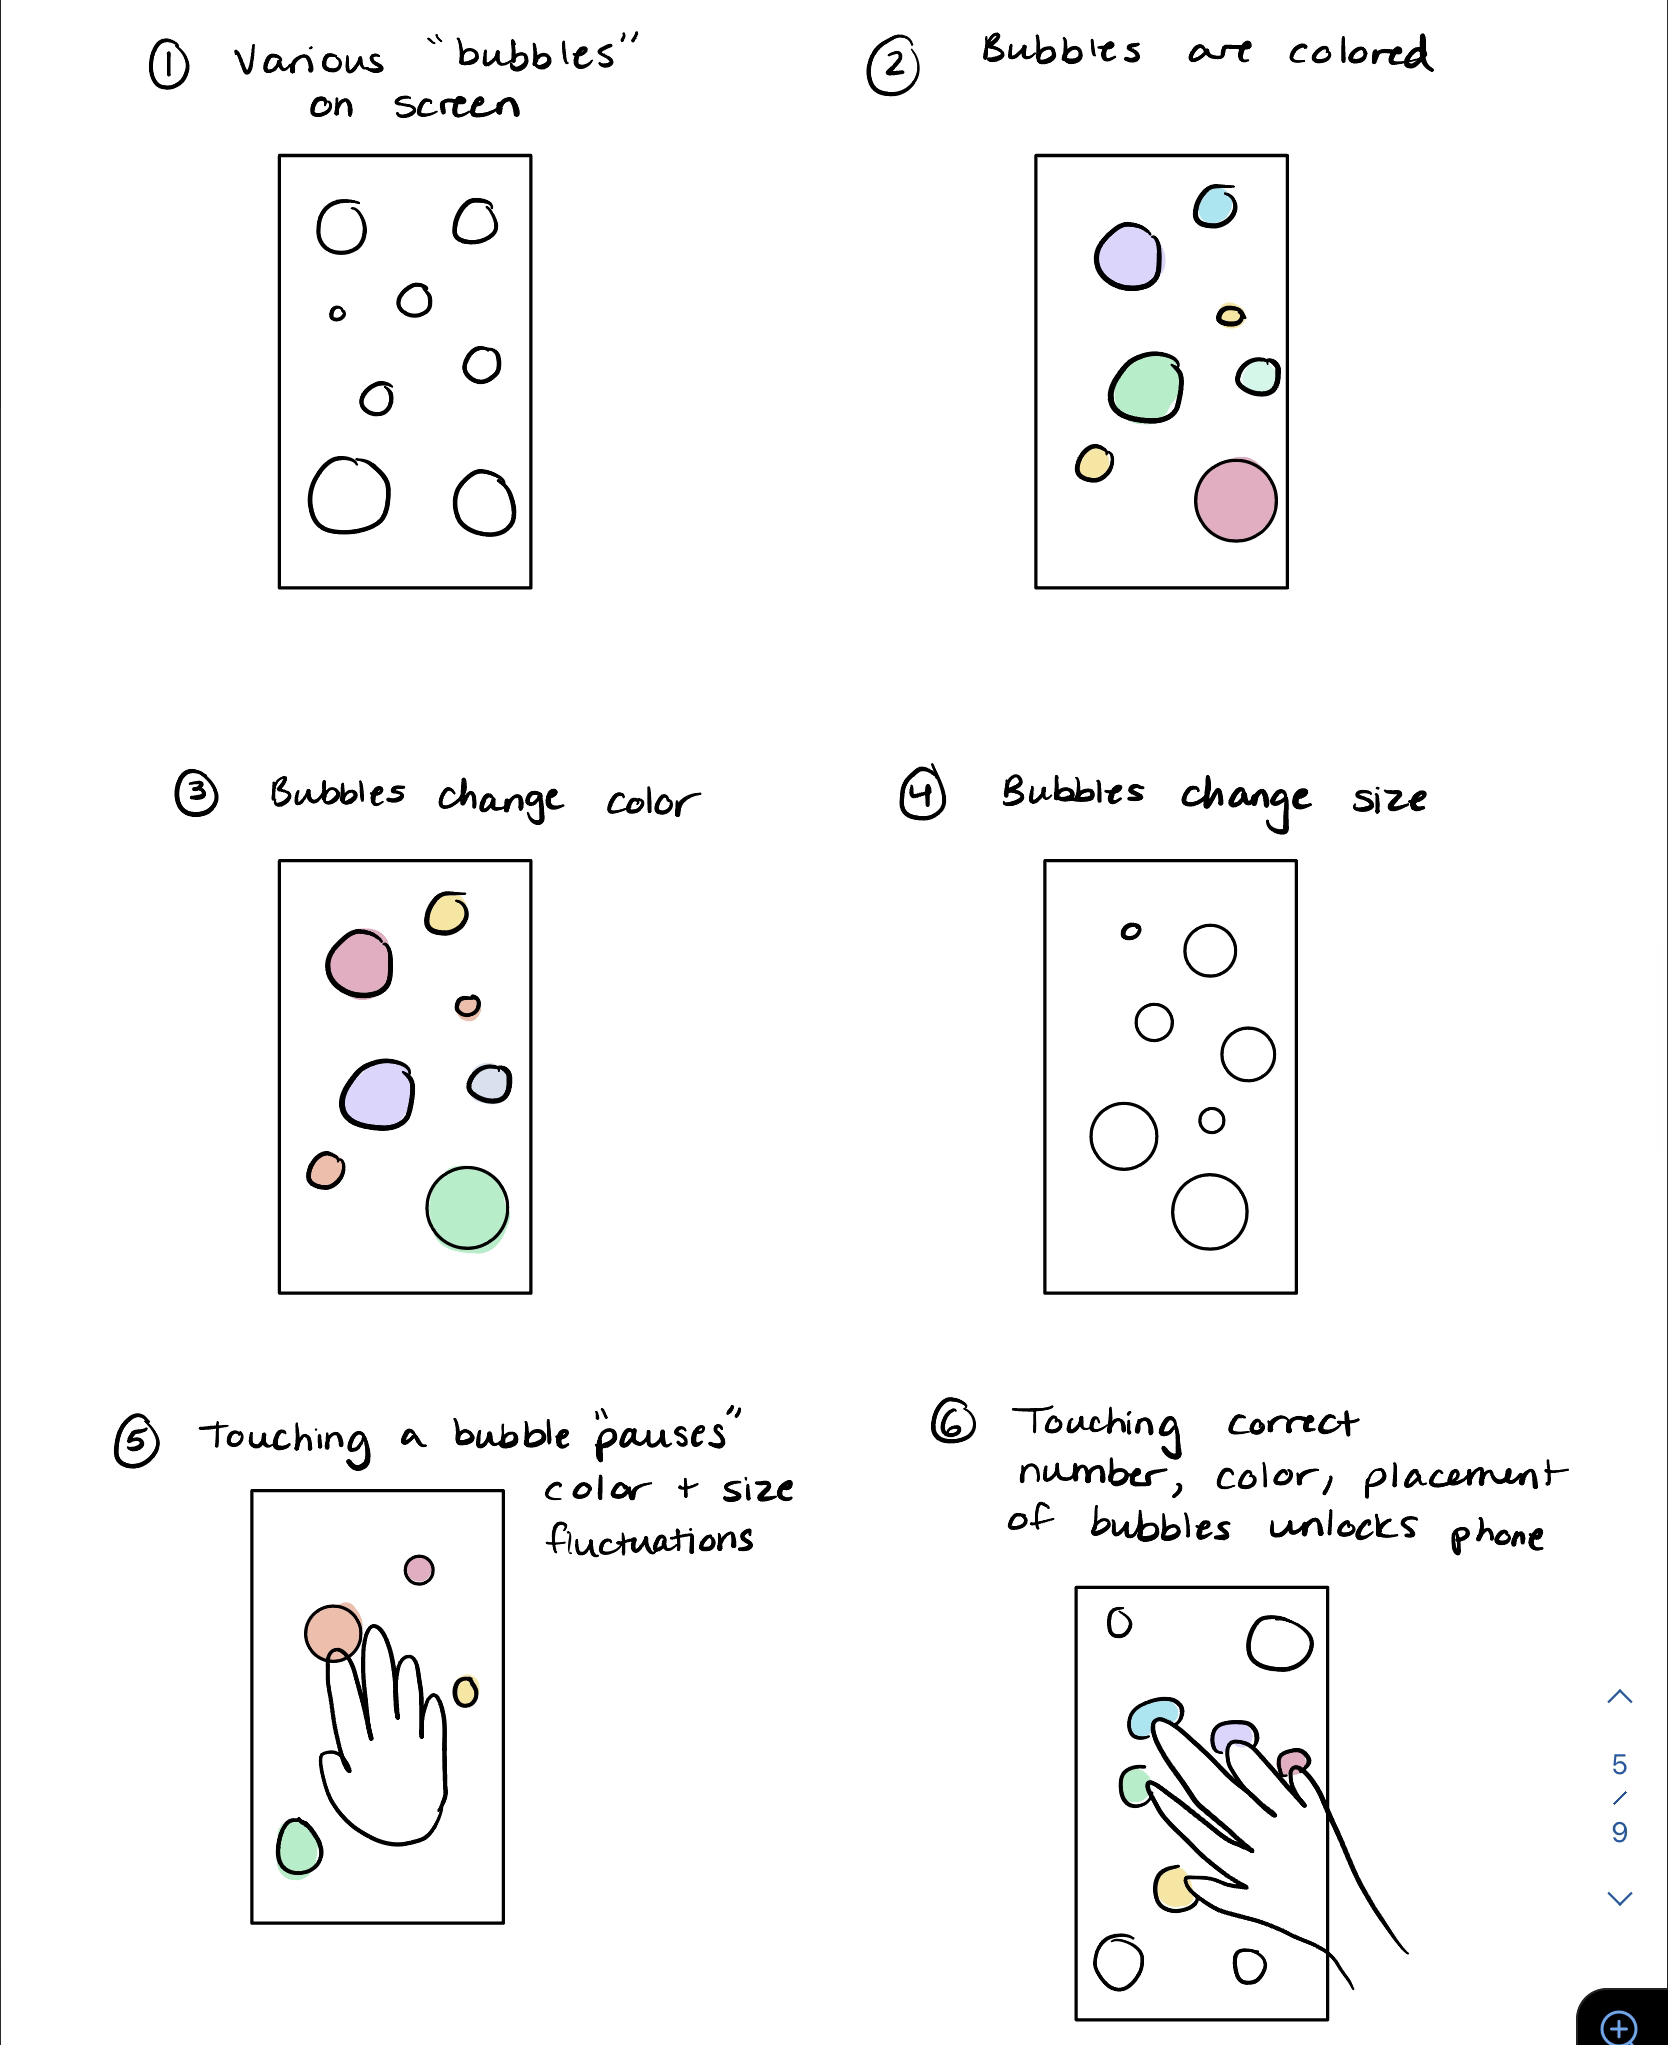 ① Various "bubbles"
on screen
② Bubbles are colored
③ Bubbles change color
④ Bubbles change size
⑤ Touching a bubble "pauses"
color + size
fluctuations
⑥ Touching correct
number, color, placement
of bubbles unlocks phone
5
/
9